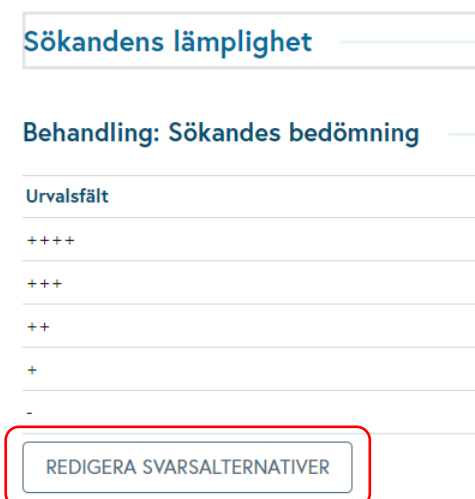 Sökandens lämplighet
Behandling: Sökandes bedömning
Urvalsfält
++++
+++
++
+
-
REDIGERA SVARSALTERNATIVER